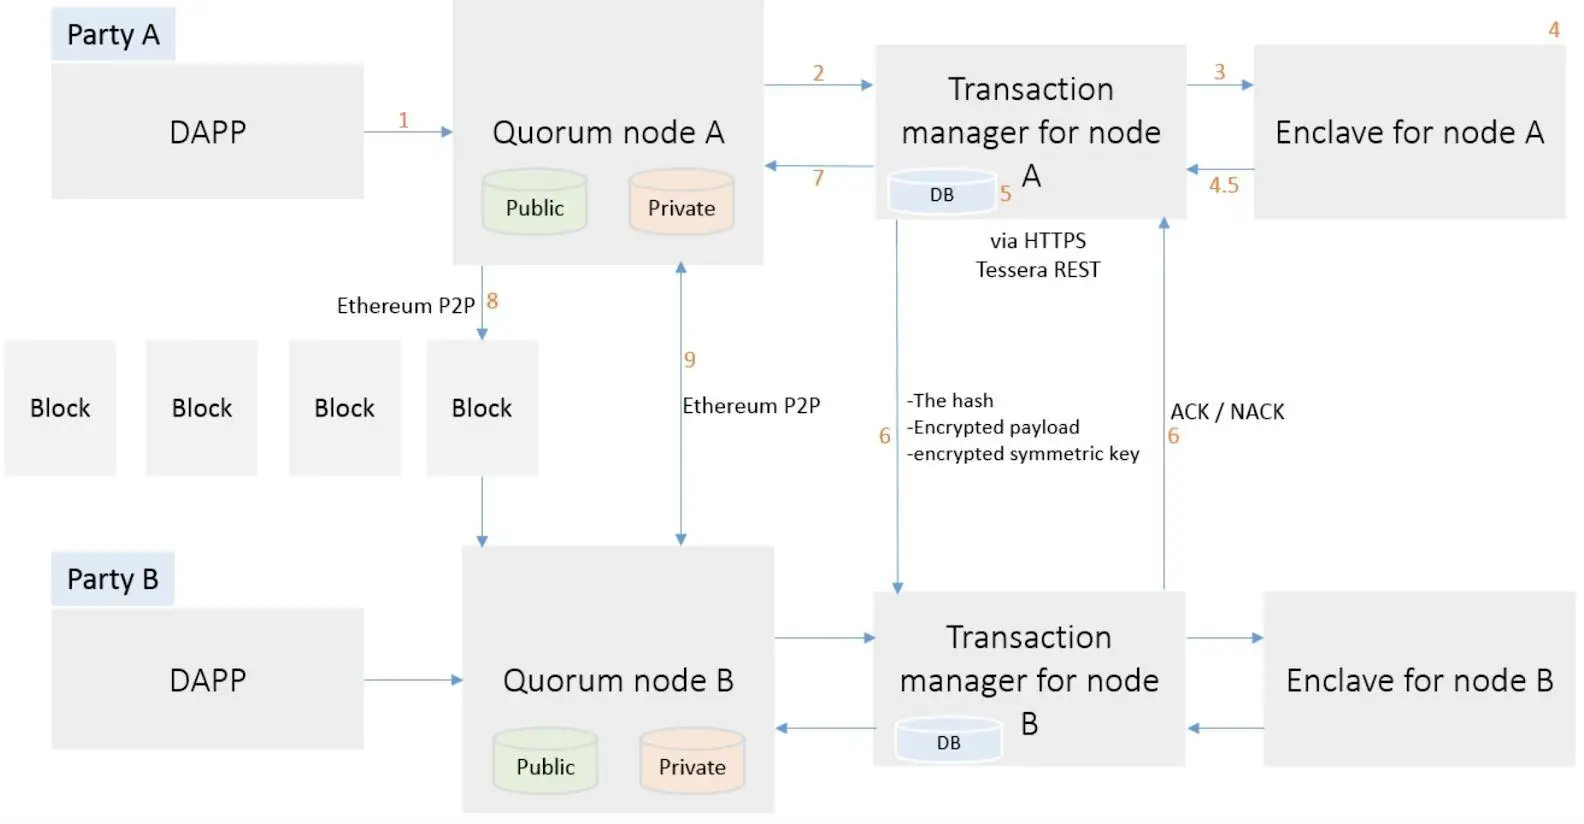 Party A
DAPP
1
Quorum node A
Public
Private
2
7
Transaction
manager for node
A
DB
5
3
4.5
4
Enclave for node A
via HTTPS
Tessera REST
Ethereum P2P
8
Block
Block
Block
Block
9
Ethereum P2P
6
-The hash
-Encrypted payload
-encrypted symmetric key
ACK / NACK
6
Party B
DAPP
Quorum node B
Public
Private
Transaction
manager for node
B
DB
Enclave for node B